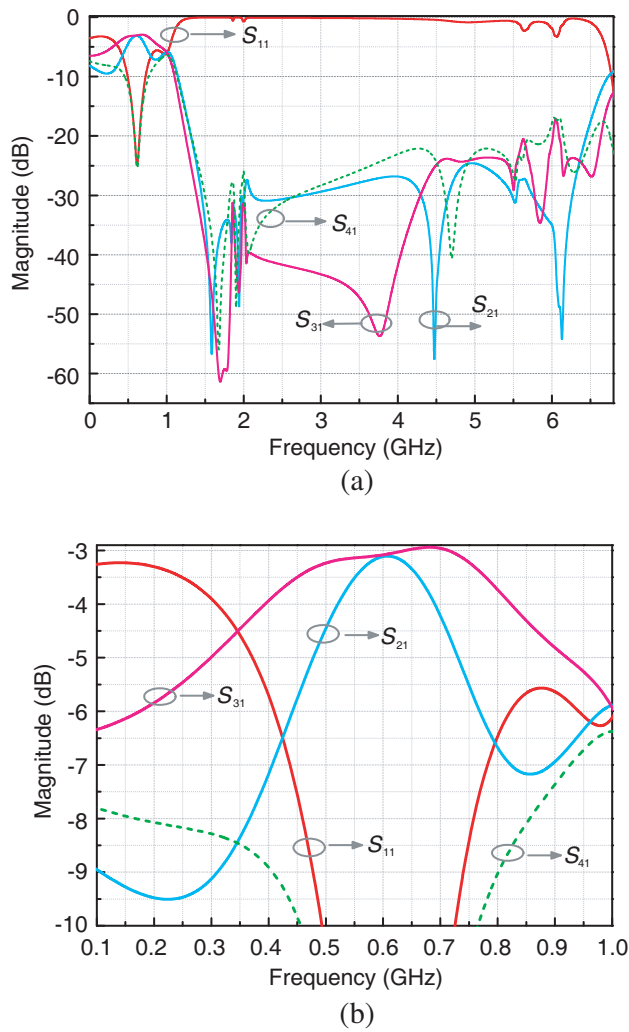 0
-10
-20
-30
-40
-50
-60
Magnitude (dB)
S11
S41
S31
S21
0 1 2 3 4 5 6
Frequency (GHz)
(a)
-3
-4
-5
-6
-7
-8
-9
-10
Magnitude (dB)
S21
S31
S11
S41
0.1 0.2 0.3 0.4 0.5 0.6 0.7 0.8 0.9 1.0
Frequency (GHz)
(b)